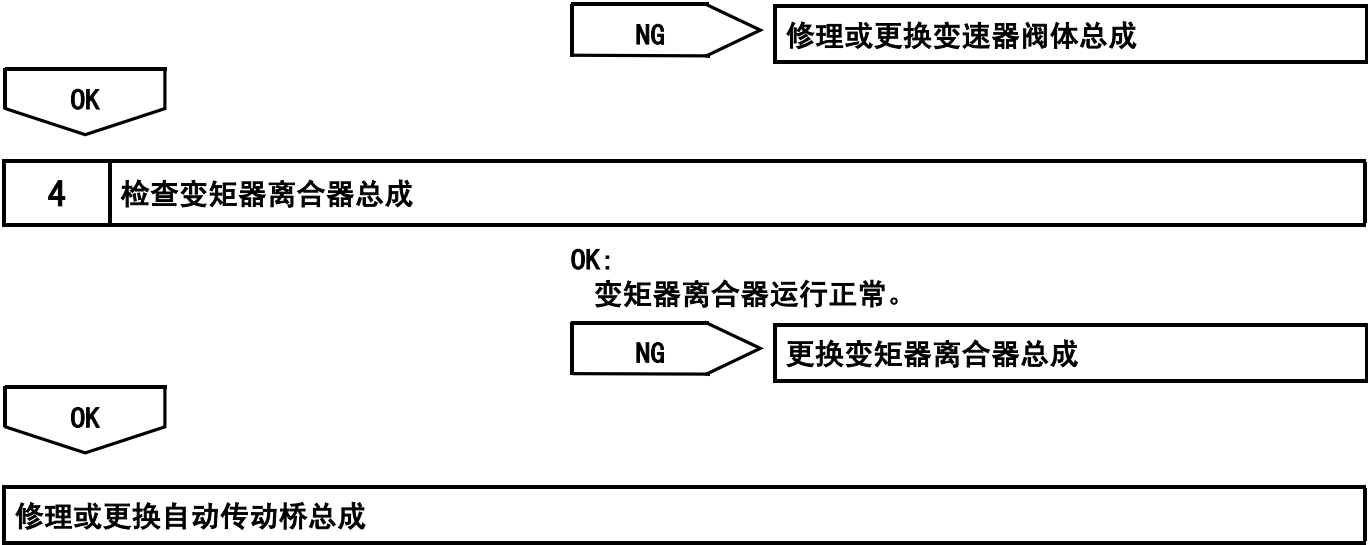 NG 修理或更换变速器阀体总成
OK
4 检查变矩器离合器总成
OK:
变矩器离合器运行正常。
NG 更换变矩器离合器总成
OK
修理或更换自动传动桥总成